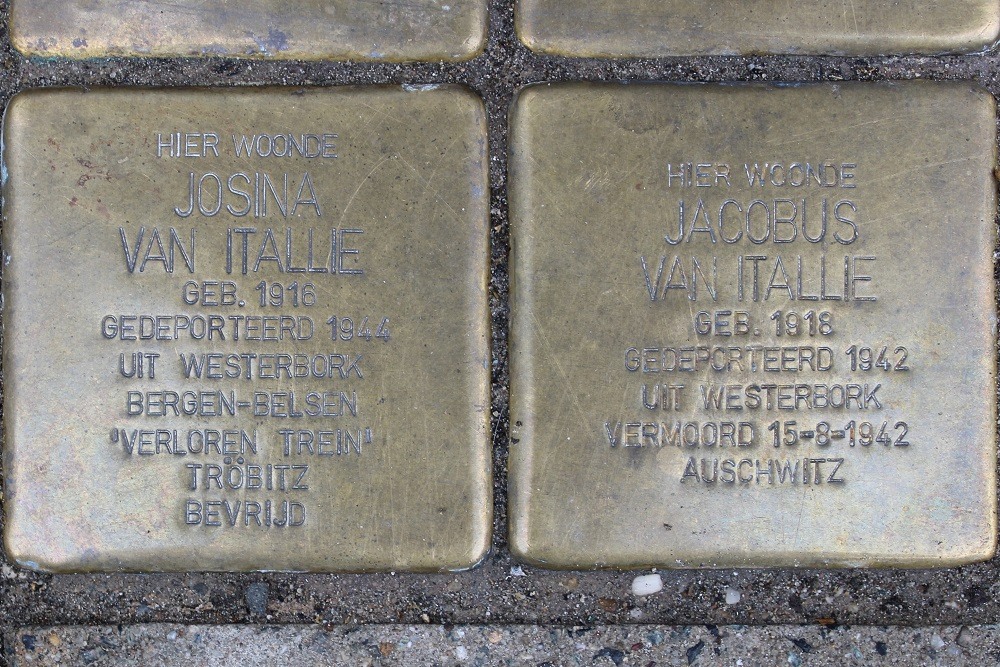 HIER WOONDE
JOSINA
VAN ITALLIE
GEB. 1916
GEDEPORTEERD 1944
UIT WESTERBORK
BERGEN-BELSEN
'VERLOREN TREIN'
TRÖBITZ
BEVRIJD
HIER WOONDE
JACOBUS
VAN ITALLIE
GEB. 1918
GEDEPORTEERD 1942
UIT WESTERBORK
VERMOORD 15-8-1942
AUSCHWITZ